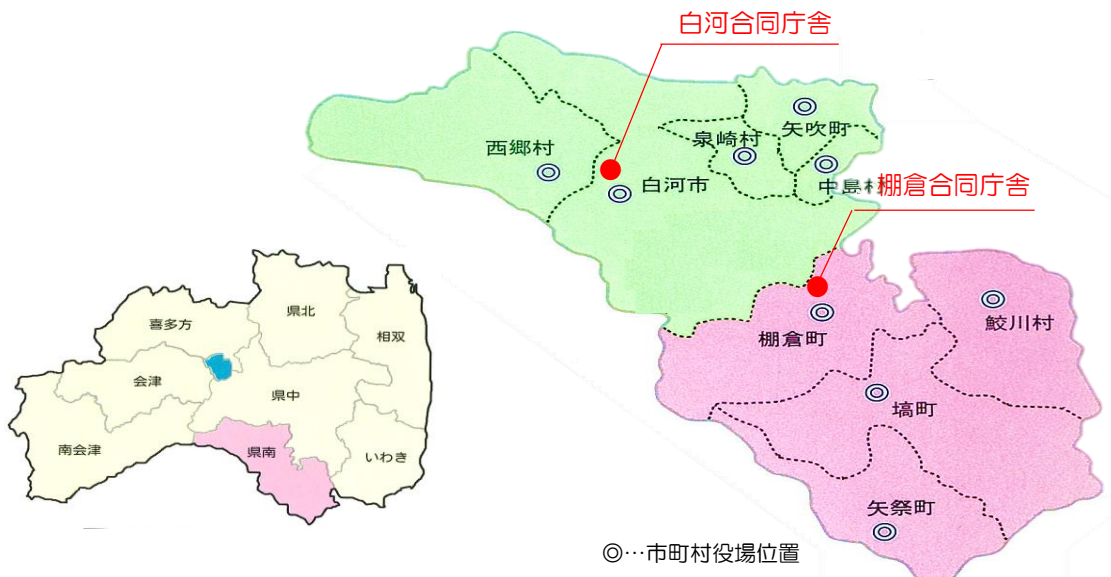 白河合同庁舎
矢吹町
泉崎村
西郷村
中島村
白河市
棚倉合同庁舎
棚倉町
鮫川村
塙町
矢祭町
県北
喜多方
相双
会津
県中
南会津
県南
いわき
◎…市町村役場位置